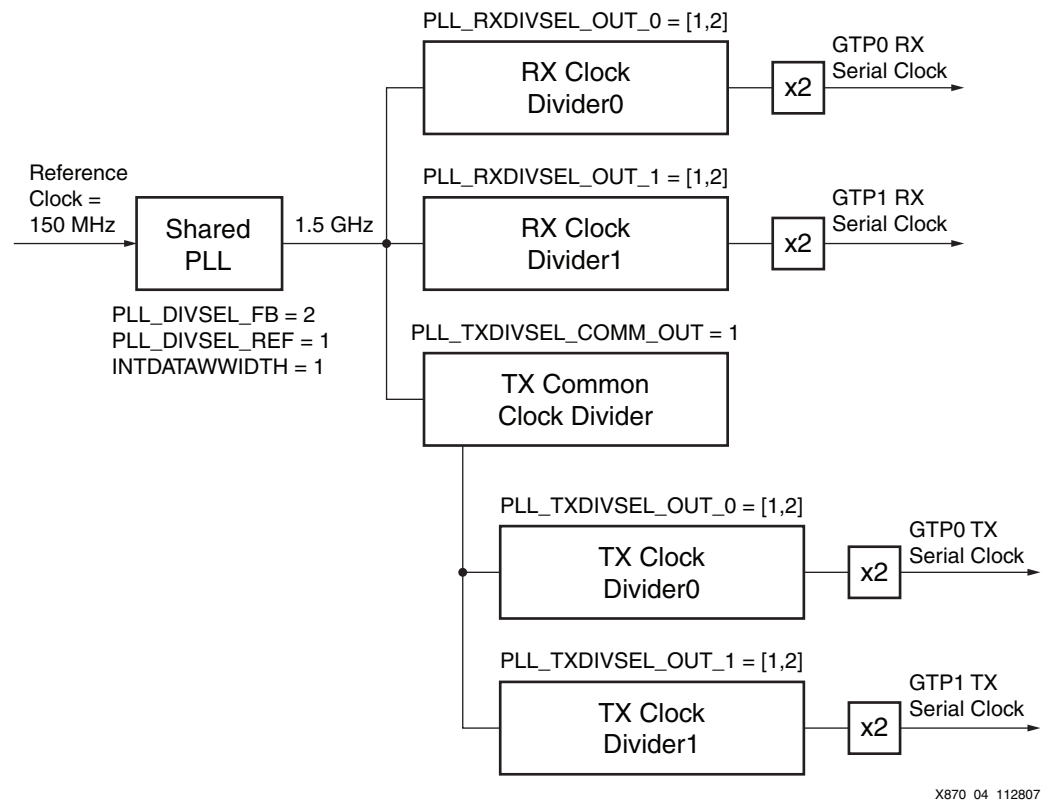 PLL_RXDIVSEL_OUT_0 = [1,2]
RX Clock
Divider0
x2
GTP0 RX
Serial Clock
Reference
Clock =
150 MHz
Shared
PLL
1.5 GHz
PLL_DIVSEL_FB = 2
PLL_DIVSEL_REF = 1
INTDATAWWIDTH = 1
PLL_RXDIVSEL_OUT_1 = [1,2]
RX Clock
Divider1
x2
GTP1 RX
Serial Clock
PLL_TXDIVSEL_COMM_OUT = 1
TX Common
Clock Divider
PLL_TXDIVSEL_OUT_0 = [1,2]
TX Clock
Divider0
x2
GTP0 TX
Serial Clock
PLL_TXDIVSEL_OUT_1 = [1,2]
TX Clock
Divider1
x2
GTP1 TX
Serial Clock
X870_04_112807